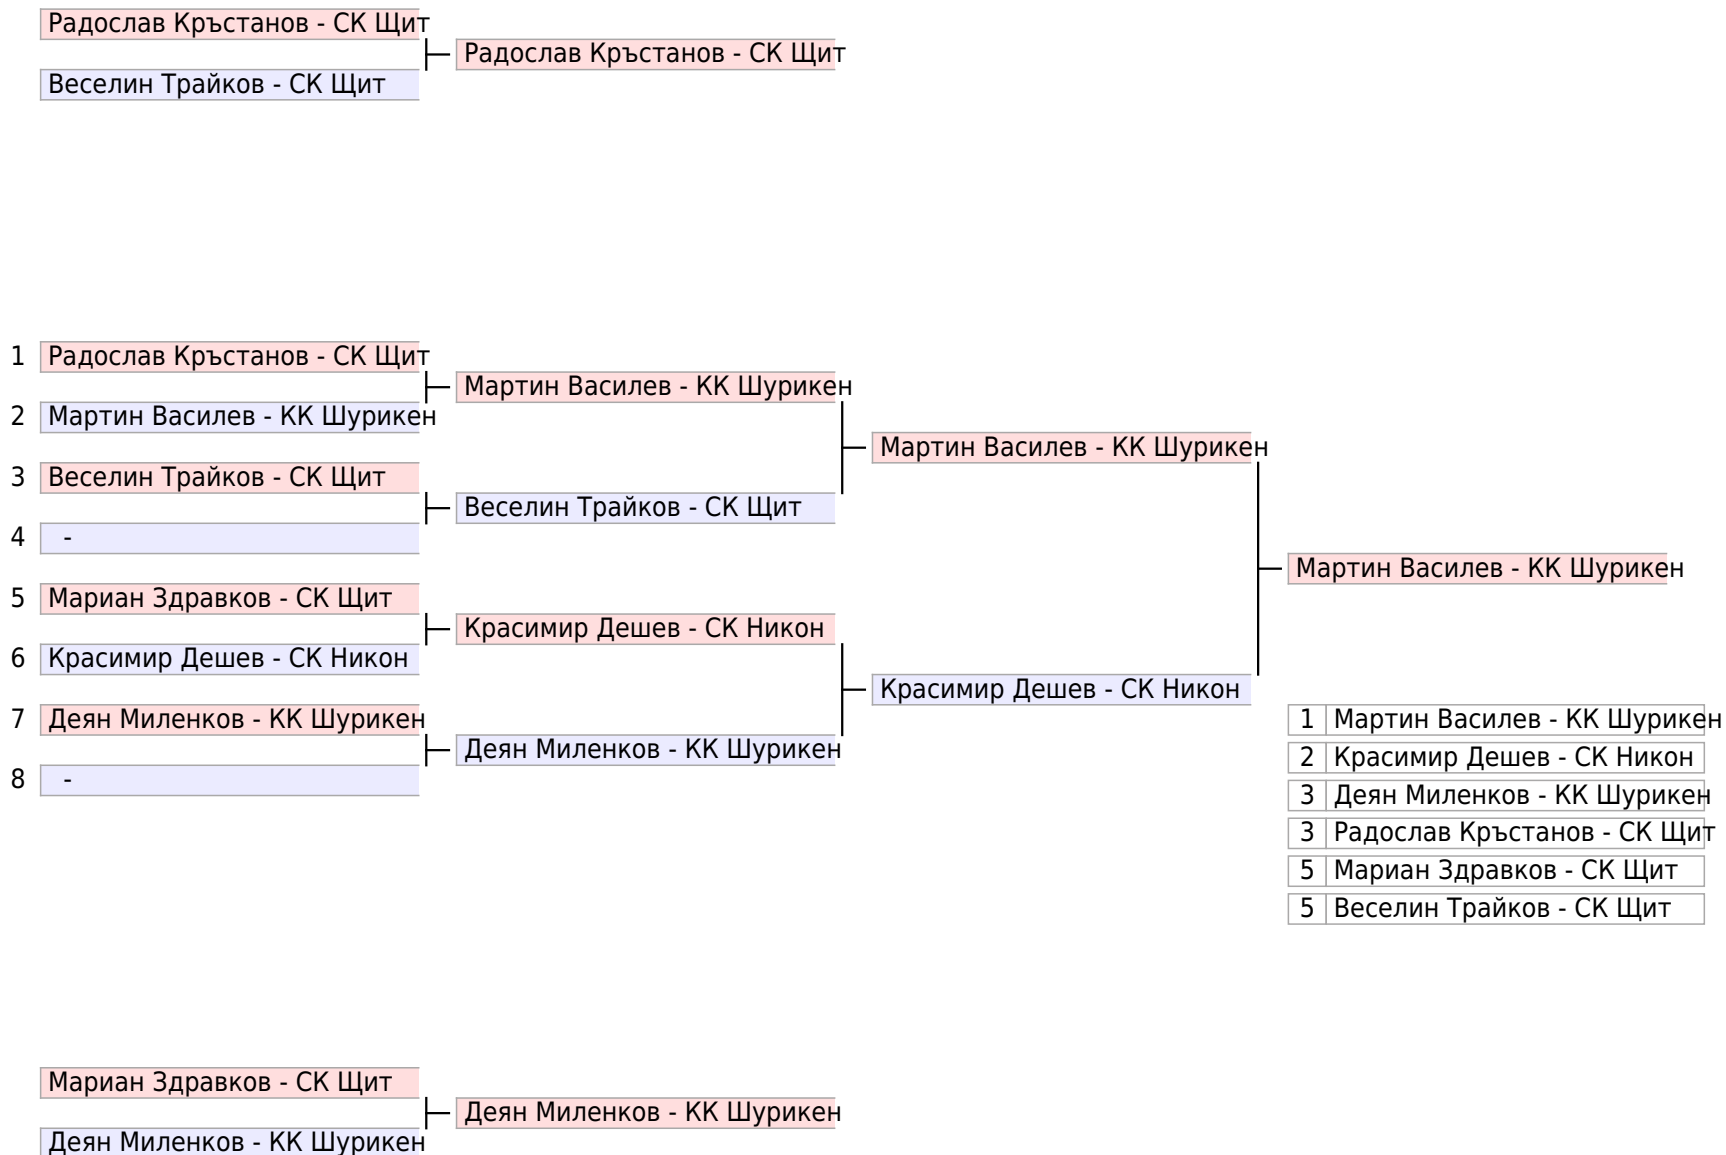 Радослав Кръстанов - СК Щит
Радослав Кръстанов - СК Щит
Веселин Трайков - СК Щит
1 Радослав Кръстанов - СК Щит
Мартин Василев - КК Шурикен
2 Мартин Василев - КК Шурикен
Мартин Василев - КК Шурикен
3 Веселин Трайков - СК Щит
Веселин Трайков - СК Щит
4 -
Мартин Василев - КК Шурикен
5 Мариан Здравков - СК Щит
Красимир Дешев - СК Никон
6 Красимир Дешев - СК Никон
Красимир Дешев - СК Никон
7 Деян Миленков - КК Шурикен
Деян Миленков - КК Шурикен
8 -
1 Мартин Василев - КК Шурикен
2 Красимир Дешев - СК Никон
3 Деян Миленков - КК Шурикен
3 Радослав Кръстанов - СК Щит
5 Мариан Здравков - СК Щит
5 Веселин Трайков - СК Щит
Мариан Здравков - СК Щит
Деян Миленков - КК Шурикен
Деян Миленков - КК Шурикен